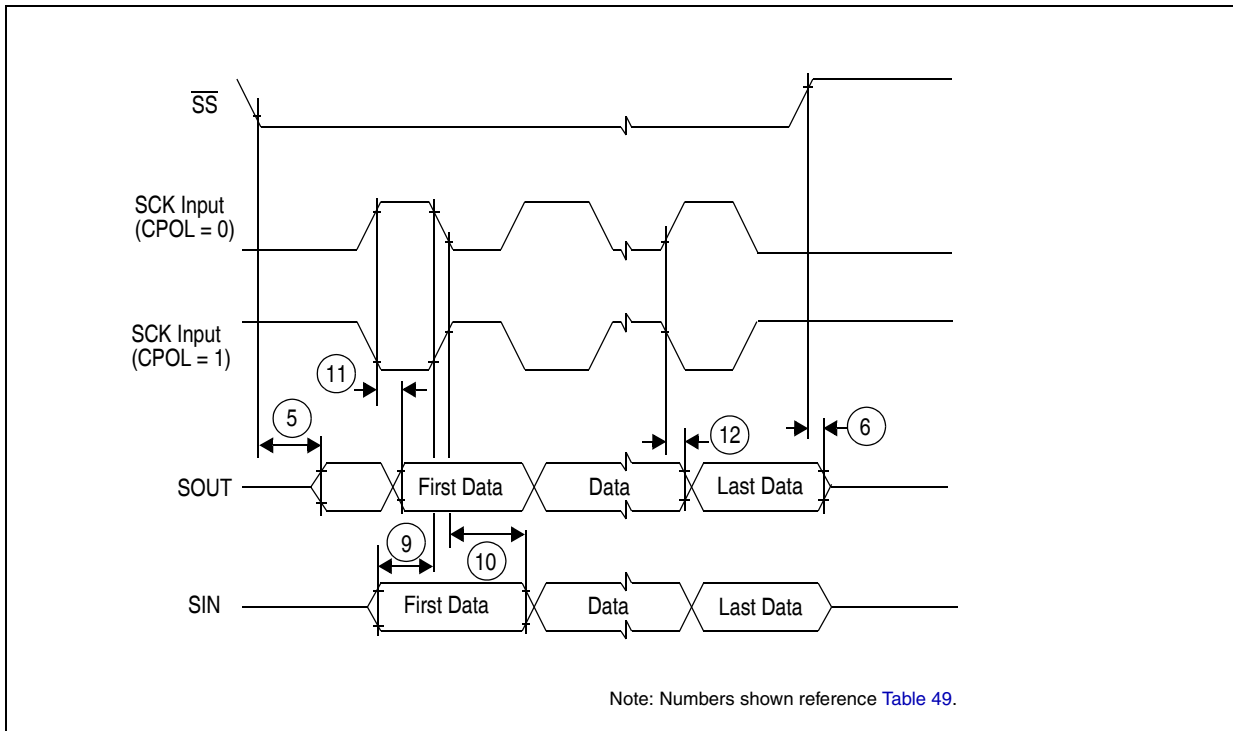 SS
SCK Input
(CPOL = 0)
SCK Input
(CPOL = 1)
11
5
12
6
SOUT
First Data
Data
Last Data
9
10
SIN
First Data
Data
Last Data
Note: Numbers shown reference Table 49.